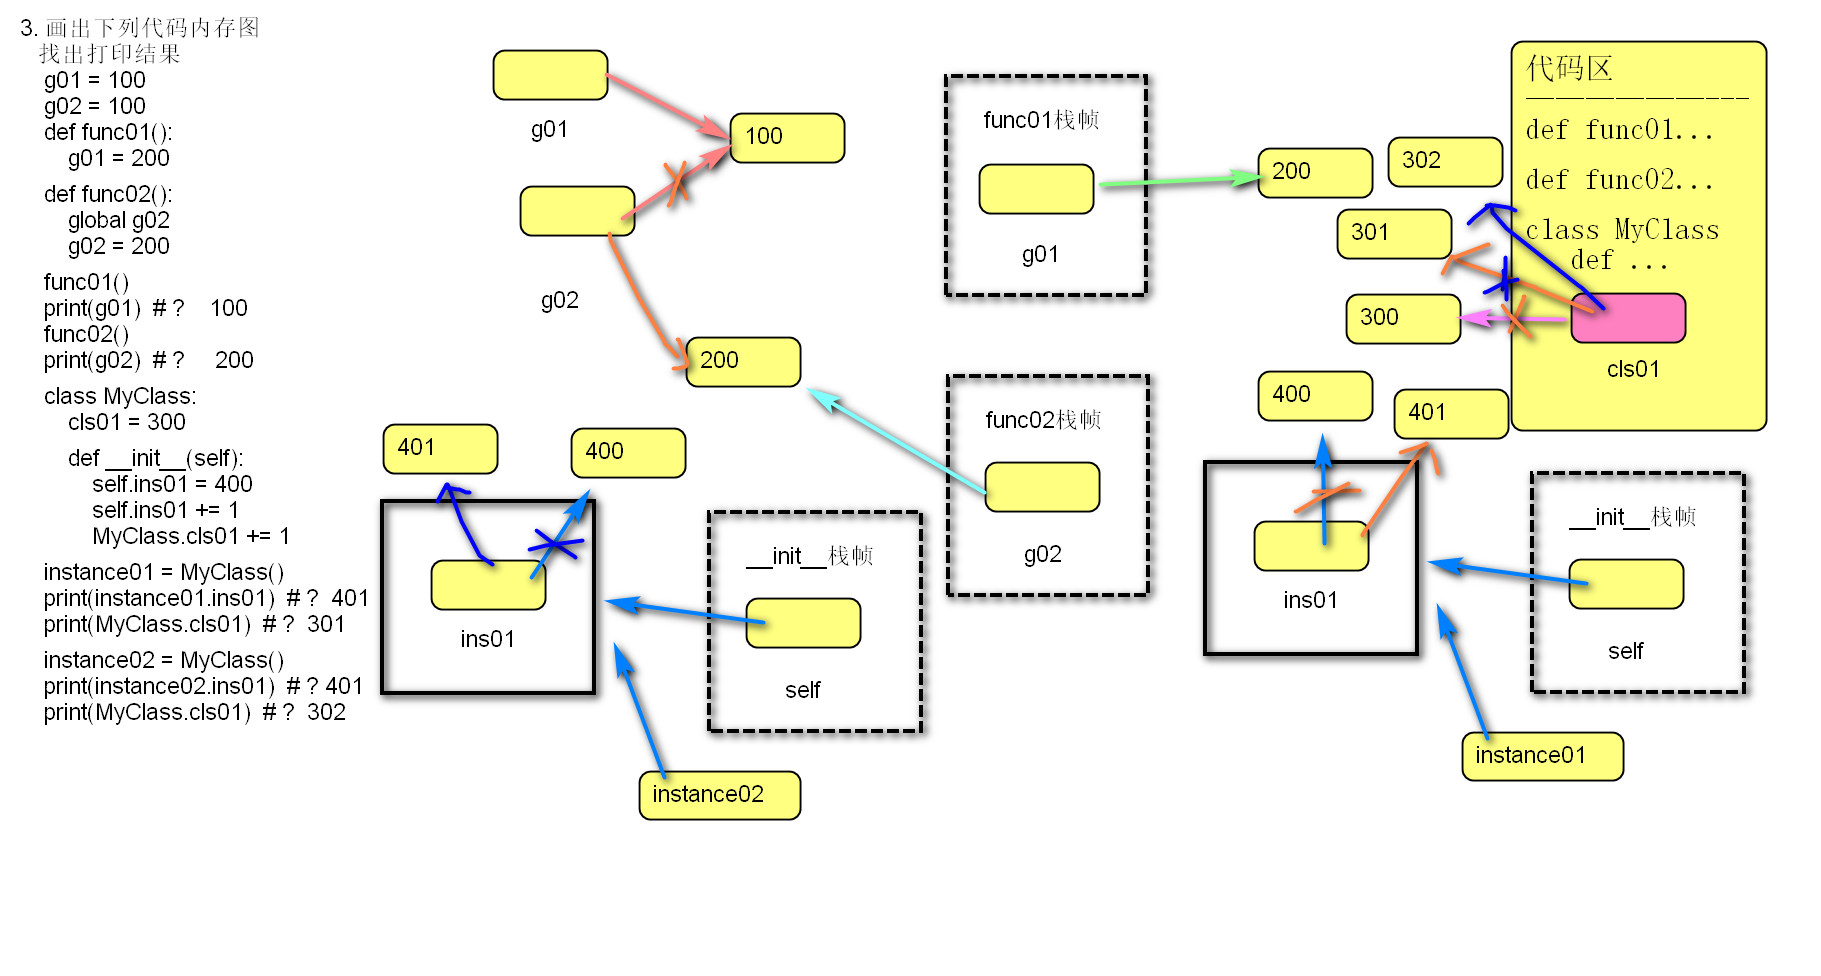 3. 画出下列代码内存图
找出打印结果
g01 = 100
g02 = 100
def func01():
g01 = 200
def func02():
global g02
g02 = 200
func01()
print(g01)  # ?    100
func02()
print(g02)  # ?     200
class MyClass:
cls01 = 300
def __init__(self):
self.ins01 = 400
self.ins01 += 1
MyClass.cls01 += 1
instance01 = MyClass()
print(instance01.ins01)  # ?  401
print(MyClass.cls01)  # ?  301
instance02 = MyClass()
print(instance02.ins01)  # ? 401
print(MyClass.cls01)  # ?  302
g01
100
g02
200
func01栈帧
g01
200
302
301
300
代码区
---------------
def func01...
def func02...
class MyClass
def ...
cls01
func02栈帧
g02
401
400
ins01
__init__栈帧
self
instance02
400
401
ins01
__init__栈帧
self
instance01